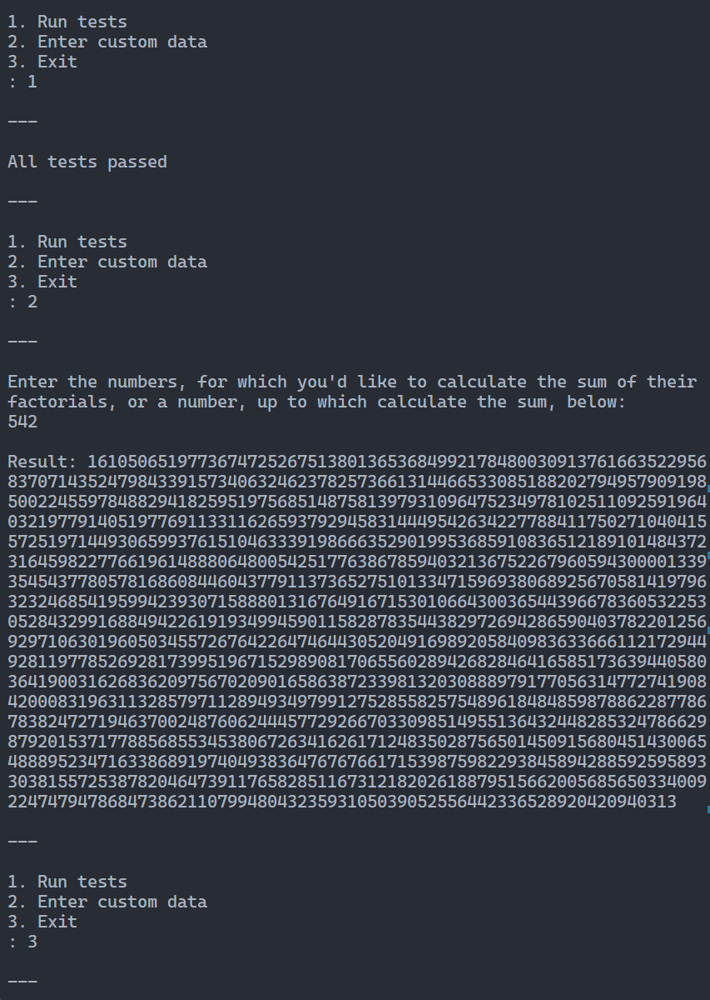 1. Run tests
2. Enter custom data
3. Exit
: 1
---
All tests passed
---
1. Run tests
2. Enter custom data
3. Exit
: 2
---
Enter the numbers, for which you'd like to calculate the sum of their
factorials, or a number, up to which calculate the sum, below:
542
Result: 16105065197736747252675138013653684992178480030913761663522956
8370714352479843391573406324623782573661314466533085188202794957909198
5002245597848829418259519756851487581397931096475234978102511092591964
0321977914051977691133116265937929458314449542634227788411750271040415
5725197144930659937615104633391986663529019953685910836512189101484372
3164598227766196148880648005425177638678594032136752267960594300001339
3545437780578168608446043779113736527510133471596938068925670581419796
3232468541959942393071588801316764916715301066430036544396678360532253
0528432991688494226191934994590115828783544382972694286590403782201256
9297106301960503455726764226474644305204916989205840983633666112172944
9281197785269281739951967152989081706556028942682846416585173639440580
3641900316268362097567020901658638723398132030888979177056314772741908
4200083196311328579711289493497991275285582575489618484859878862287786
7838247271946370024876062444577292667033098514955136432448285324786629
8792015371778856855345380672634162617124835028756501450915680451430065
4888952347163386891974049383647676766171539875982293845894288592595893
3038155725387820464739117658285116731218202618879515662005685650334009
22474794786847386211079948043235931050390525564423365289204209403​13
---
1. Run tests
2. Enter custom data
3. Exit
: 3
---